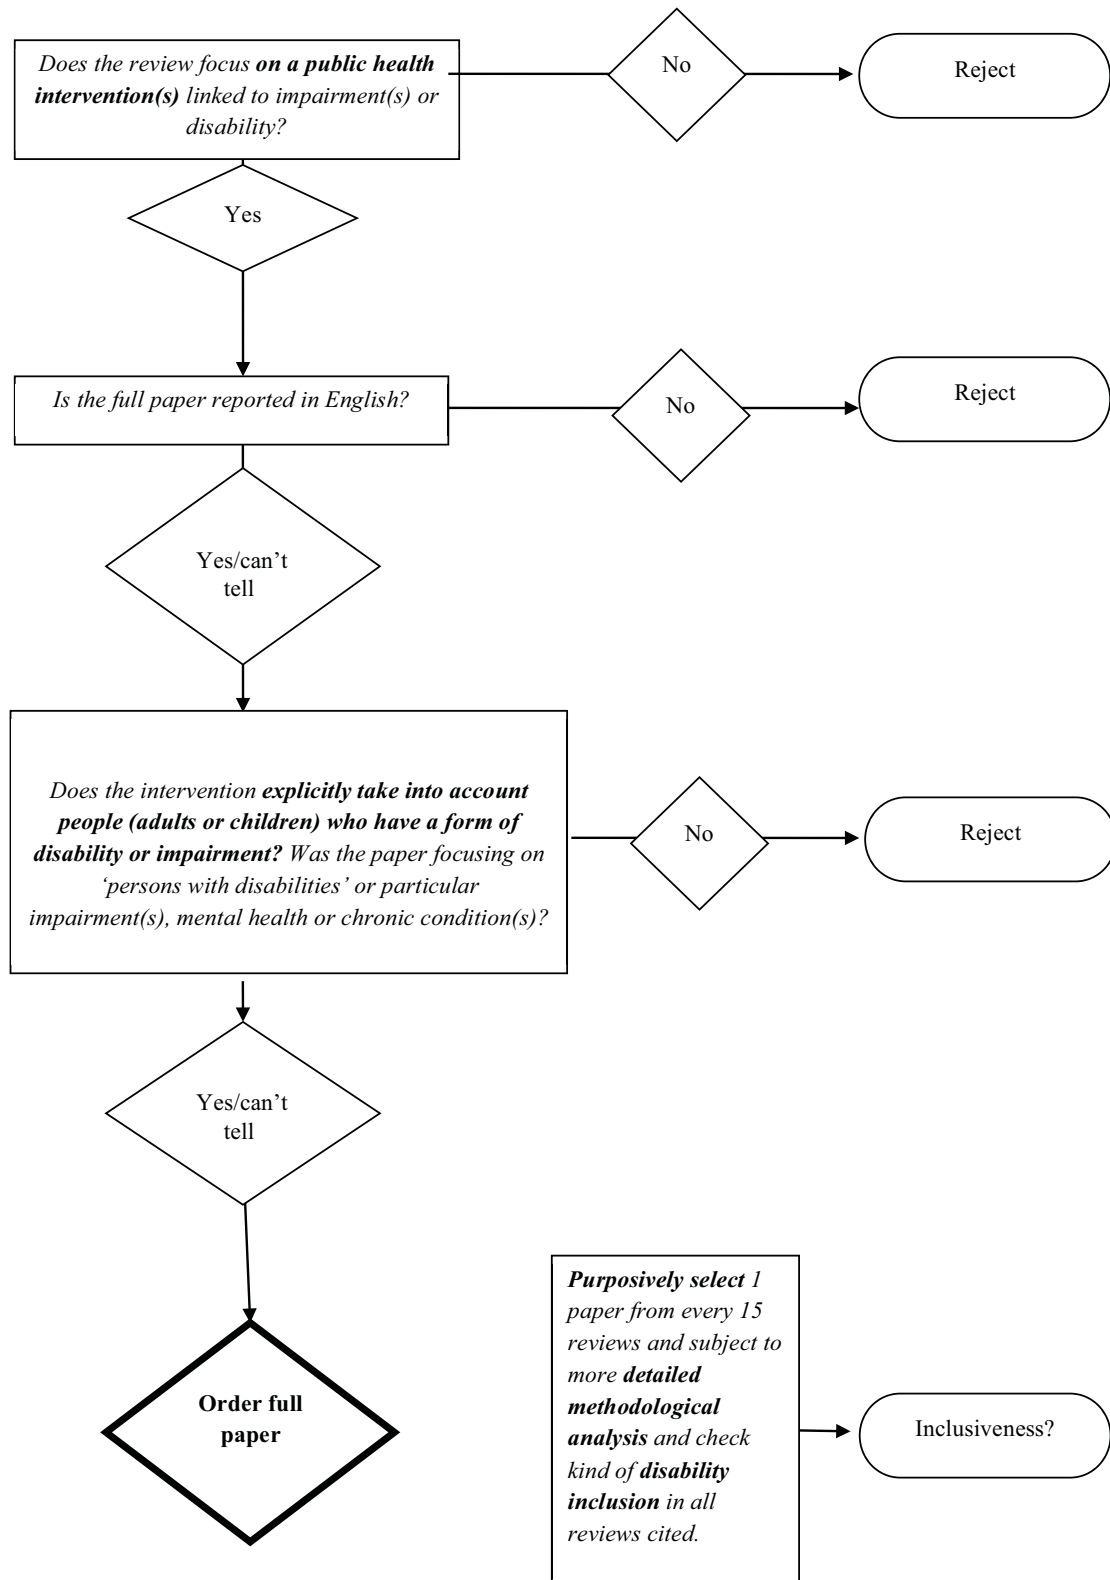 Does the review focus on a public health
intervention(s) linked to impairment(s) or
disability?
No
Reject
Yes
Is the full paper reported in English?
No
Reject
Yes/can’t
tell
Does the intervention explicitly take into account
people (adults or children) who have a form of
disability or impairment? Was the paper focusing on
‘persons with disabilities’ or particular
impairment(s), mental health or chronic condition(s)?
No
Reject
Yes/can’t
tell
Order full
paper
Purposively select 1
paper from every 15
reviews and subject to
more detailed
methodological
analysis and check
kind of disability
inclusion in all
reviews cited.
Inclusiveness?